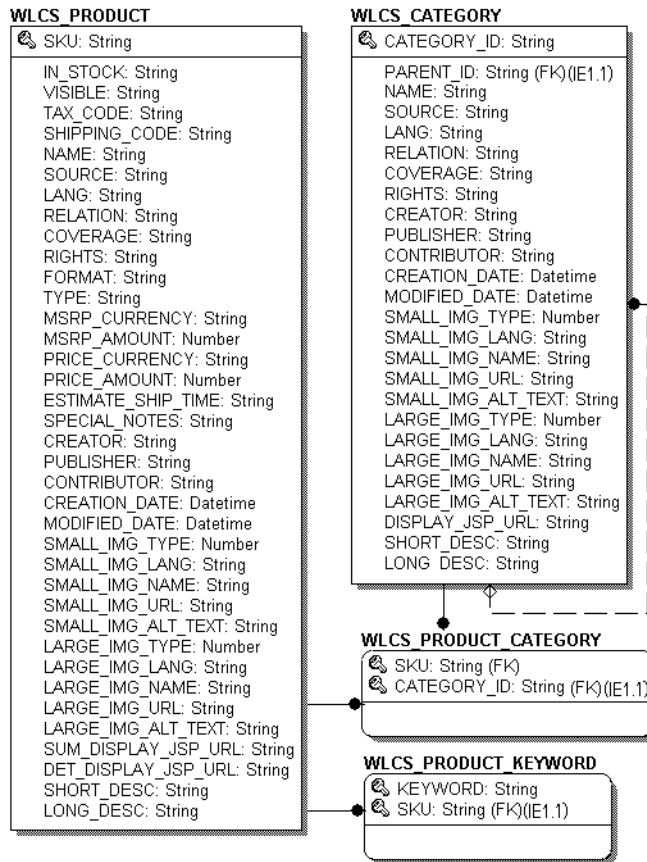 WLCS_PRODUCT
SKU: String
IN_STOCK: String
VISIBLE: String
TAX_CODE: String
SHIPPING_CODE: String
NAME: String
SOURCE: String
LANG: String
RELATION: String
COVERAGE: String
RIGHTS: String
FORMAT: String
TYPE: String
MSRP_CURRENCY: String
MSRP_AMOUNT: Number
PRICE_CURRENCY: String
PRICE_AMOUNT: Number
ESTIMATE_SHIP_TIME: String
SPECIAL_NOTES: String
CREATOR: String
PUBLISHER: String
CONTRIBUTOR: String
CREATION_DATE: Datetime
MODIFIED_DATE: Datetime
SMALL_IMG_TYPE: Number
SMALL_IMG_LANG: String
SMALL_IMG_NAME: String
SMALL_IMG_URL: String
SMALL_IMG_ALT_TEXT: String
LARGE_IMG_TYPE: Number
LARGE_IMG_LANG: String
LARGE_IMG_NAME: String
LARGE_IMG_URL: String
LARGE_IMG_ALT_TEXT: String
SUM_DISPLAY_JSP_URL: String
DET_DISPLAY_JSP_URL: String
SHORT_DESC: String
LONG_DESC: String
WLCS_CATEGORY
CATEGORY_ID: String
PARENT_ID: String (FK)(IE1.1)
NAME: String
SOURCE: String
LANG: String
RELATION: String
COVERAGE: String
RIGHTS: String
CREATOR: String
PUBLISHER: String
CONTRIBUTOR: String
CREATION_DATE: Datetime
MODIFIED_DATE: Datetime
SMALL_IMG_TYPE: Number
SMALL_IMG_LANG: String
SMALL_IMG_NAME: String
SMALL_IMG_URL: String
SMALL_IMG_ALT_TEXT: String
LARGE_IMG_TYPE: Number
LARGE_IMG_LANG: String
LARGE_IMG_NAME: String
LARGE_IMG_URL: String
LARGE_IMG_ALT_TEXT: String
DISPLAY_JSP_URL: String
SHORT_DESC: String
LONG_DESC: String
WLCS_PRODUCT_CATEGORY
SKU: String (FK)
CATEGORY_ID: String (FK)(IE1.1)
WLCS_PRODUCT_KEYWORD
KEYWORD: String
SKU: String (FK)(IE1.1)